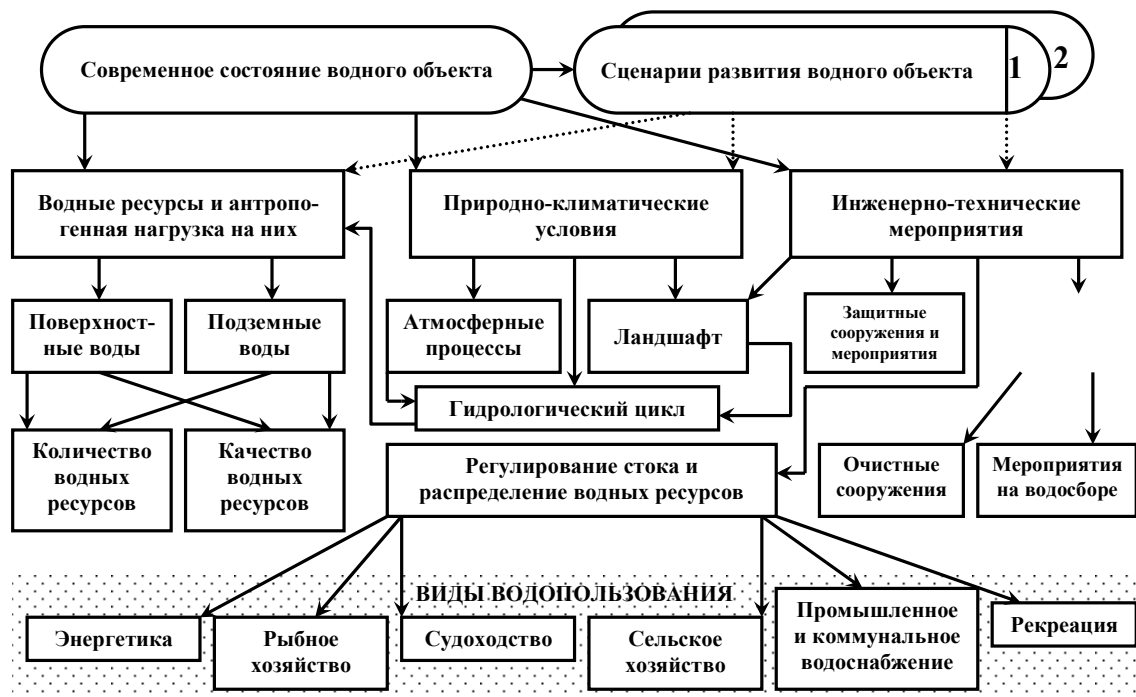 Современное состояние водного объекта
Сценарии развития водного объекта
1
2
Водные ресурсы и антропо-
генная нагрузка на них
Природно-климатические
условия
Инженерно-технические
мероприятия
Поверхност-
ные воды
Подземные
воды
Атмосферные
процессы
Ландшафт
Защитные
сооружения и
мероприятия
Гидрологический цикл
Количество
водных
ресурсов
Качество
водных
ресурсов
Регулирование стока и
распределение водных ресурсов
Очистные
сооружения
Мероприятия
на водосборе
ВИДЫ ВОДОПОЛЬЗОВАНИЯ
Энергетика
Рыбное
хозяйство
Судоходство
Сельское
хозяйство
Промышленное
и коммунальное
водоснабжение
Рекреация